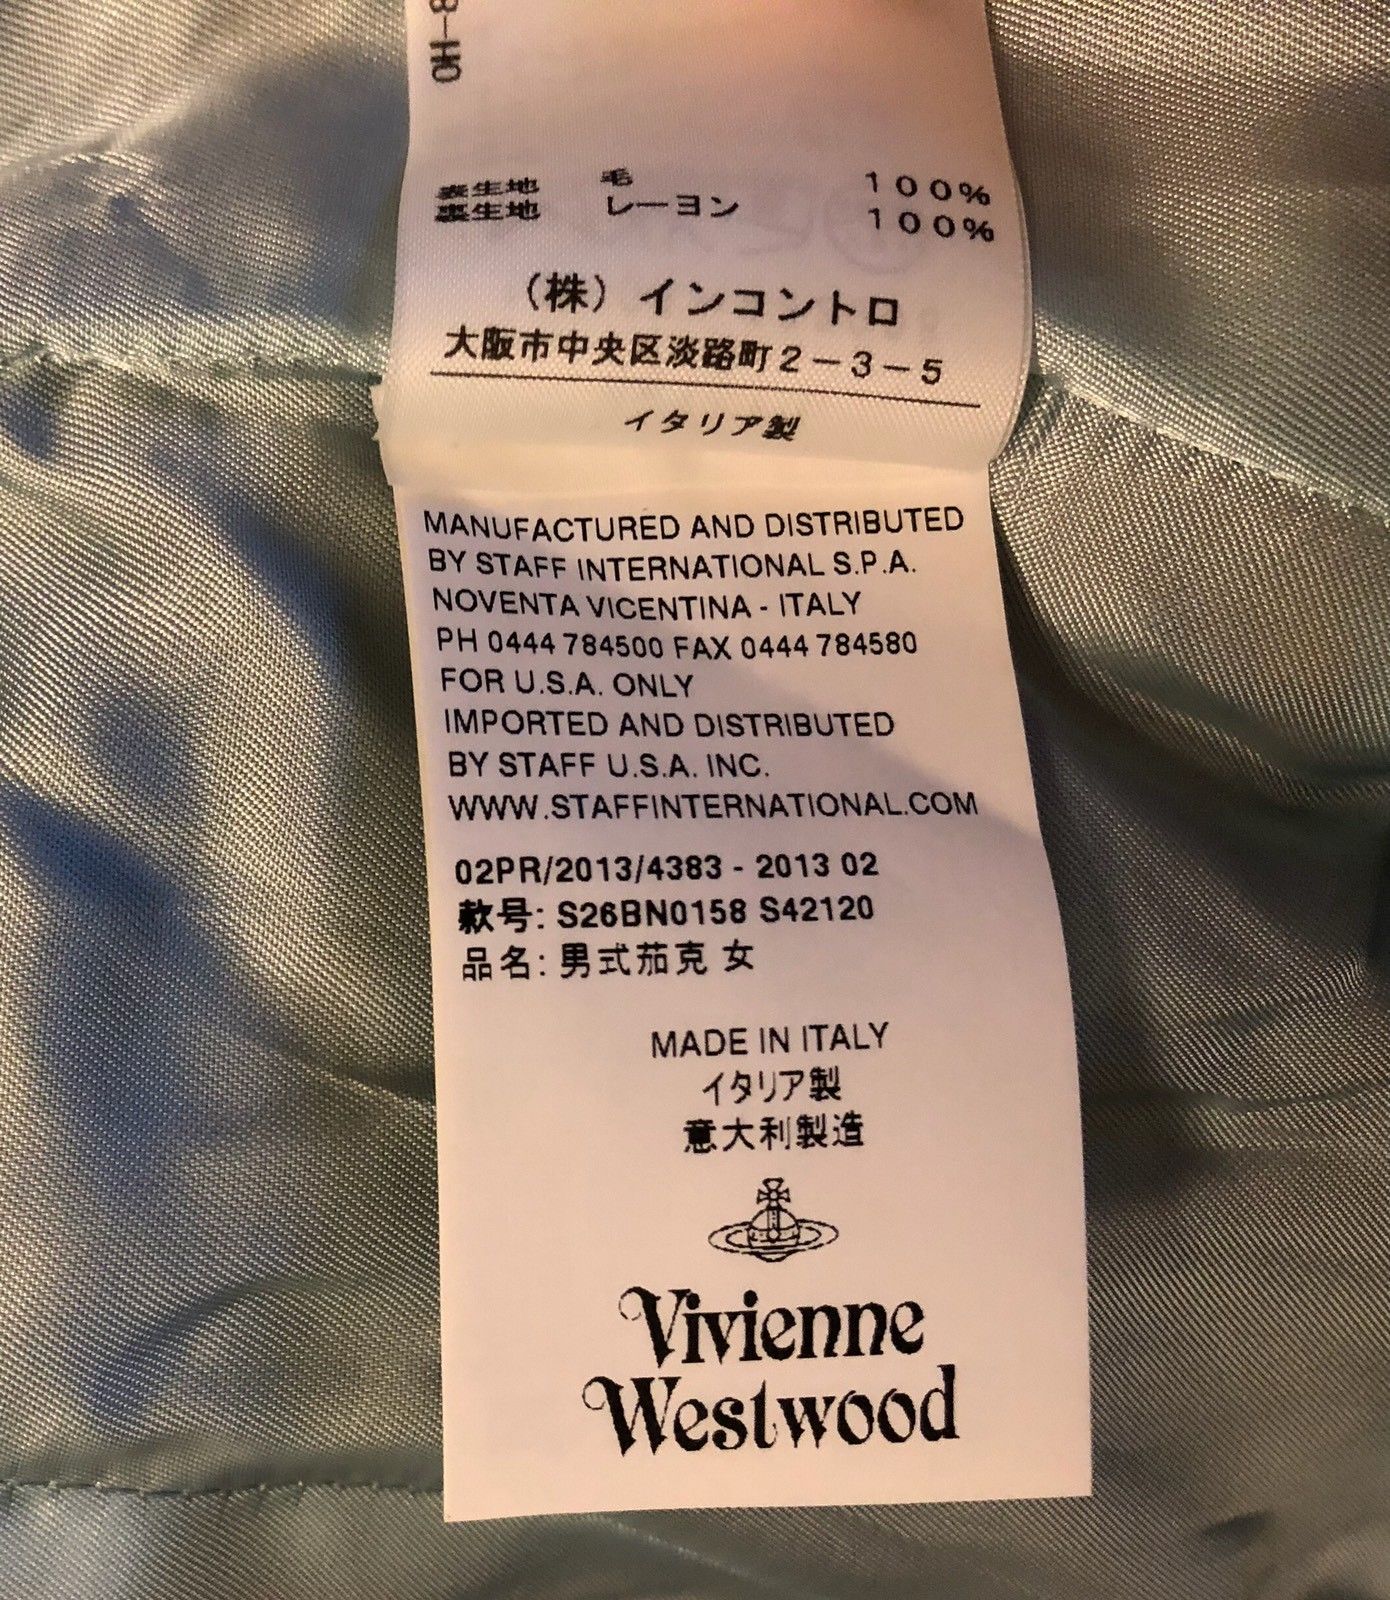 8-HO
表生地 毛 100%
裏生地 レーヨン 100%
(株)インコントロ
大阪市中央区淡路町2-3-5
イタリア製
MANUFACTURED AND DISTRIBUTED
BY STAFF INTERNATIONAL S.P.A.
NOVENTA VICENTINA - ITALY
PH 0444 784500 FAX 0444 784580
FOR U.S.A. ONLY
IMPORTED AND DISTRIBUTED
BY STAFF U.S.A. INC.
WWW.STAFFINTERNATIONAL.COM
02PR/2013/4383 - 2013 02
款号: S26BN0158 S42120
品名: 男式茄克 女
MADE IN ITALY
イタリア製
意大利製造
Vivienne
Westwood